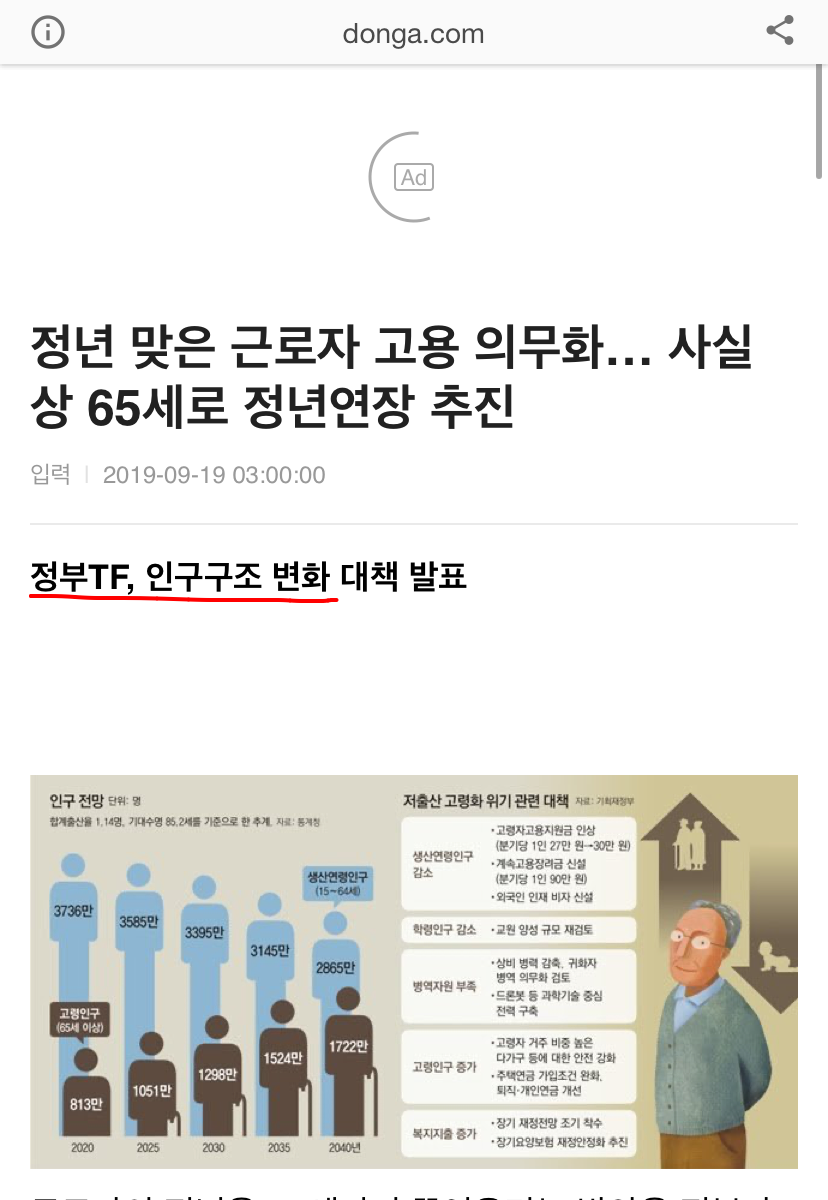 donga.com
Ad
정년 맞은 근로자 고용 의무화… 사실
상 65세로 정년연장 추진
입력 | 2019-09-19 03:00:00
정부TF, 인구구조 변화 대책 발표
인구 전망 단위: 명
합계출산율 1.14명, 기대수명 85.2세를 기준으로 한 추계. 자료: 통계청
생산연령인구
(15~64세)
3736만
3585만
3395만
3145만
2865만
고령인구
(65세 이상)
813만
1051만
1298만
1524만
1722만
2020
2025
2030
2035
2040년
저출산 고령화 위기 관련 대책 자료: 기획재정부
생산연령인구
감소
·고령자고용지원금 인상
(분기당 1인 27만 원→30만 원)
·계속고용장려금 신설
(분기당 1인 90만 원)
·외국인 인재 비자 신설
학령인구 감소
·교원 양성 규모 재검토
병역자원 부족
·상비 병력 감축, 귀화자
병역 의무화 검토
·드론봇 등 과학기술 중심
전력 구축
고령인구 증가
·고령자 거주 비중 높은
다가구 등에 대한 안전 강화
·주택연금 가입조건 완화,
퇴직·개인연금 개선
복지지출 증가
·장기 재정전망 조기 착수
·장기요양보험 재정안정화 추진